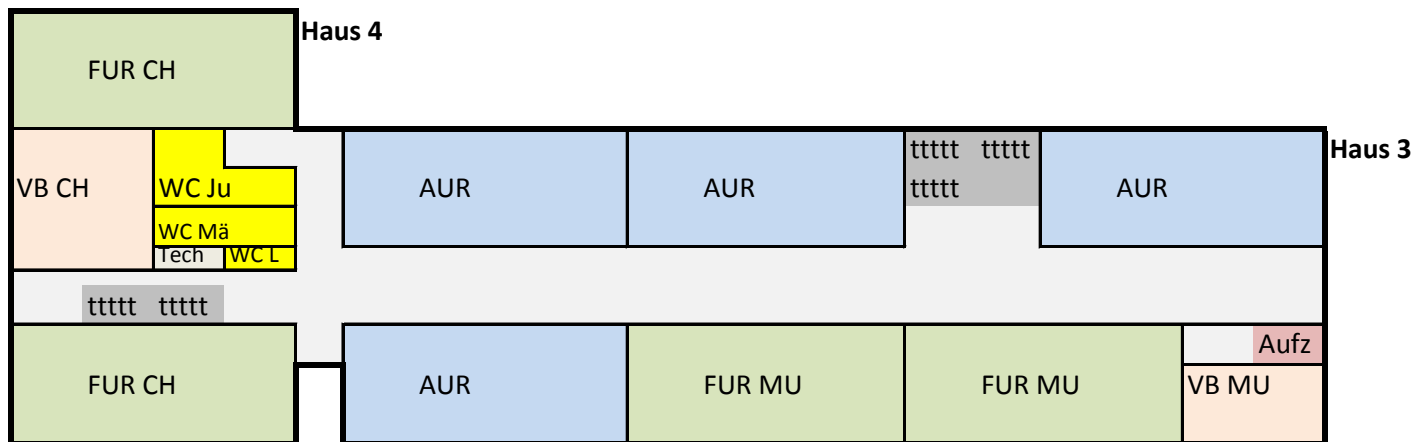 Haus 4
FUR CH
Haus 3
VB CH
WC Ju
AUR
AUR
ttttt ttttt
ttttt
AUR
WC Mä
Tech
WC L
ttttt ttttt
FUR CH
AUR
FUR MU
FUR MU
Aufz
VB MU